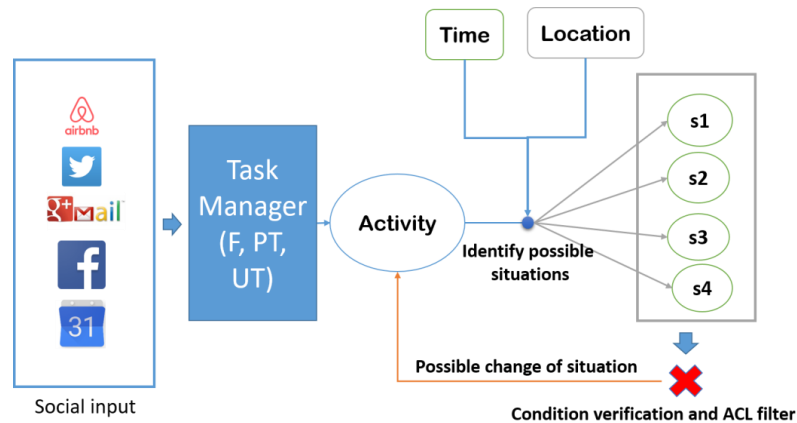 Time
Location
airbnb
g+ Mail
31
Social input
Task
Manager
(F, PT,
UT)
Activity
Identify possible
situations
s1
s2
s3
s4
Possible change of situation
Condition verification and ACL filter